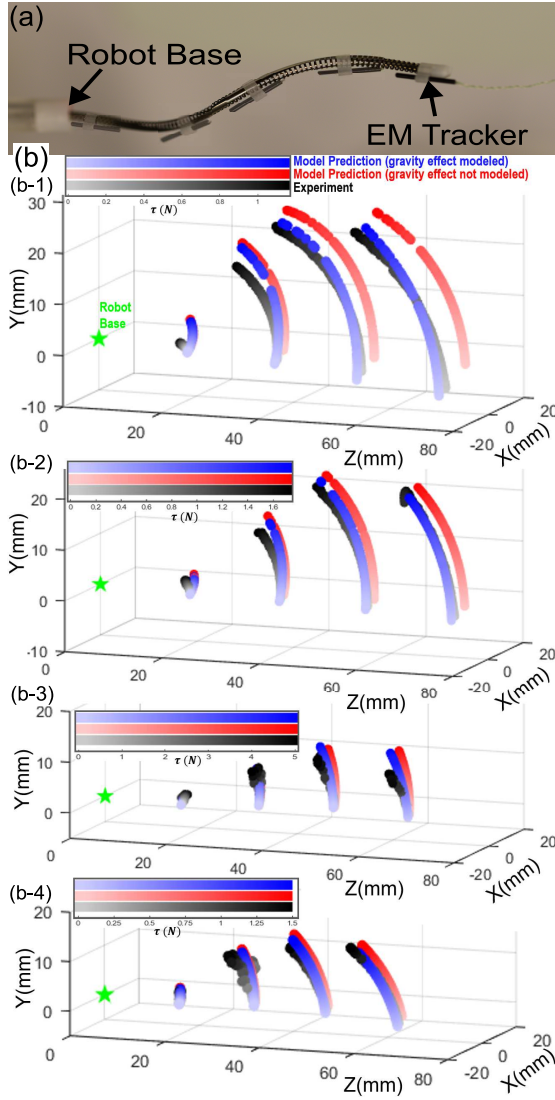 (a)
Robot Base
EM Tracker
(b)
(b-1)
Model Prediction (gravity effect modeled)
Model Prediction (gravity effect not modeled)
Experiment
0 0.2 0.4 0.6 0.8 1
τ (N)
30
20
10
0
-10
Y(mm)
Robot
Base
0
20
40
60
80
Z(mm)
-20
0
20
X(mm)
(b-2)
0 0.2 0.4 0.6 0.8 1 1.2 1.4 1.6
τ (N)
20
10
0
-10
Y(mm)
0
20
40
60
80
Z(mm)
-20
0
20
X(mm)
(b-3)
0 1 2 3 4 5
τ (N)
20
10
0
Y(mm)
0
20
40
60
80
Z(mm)
-20
0
20
X(mm)
(b-4)
0 0.25 0.5 0.75 1 1.25 1.5
τ (N)
20
10
0
-10
Y(mm)
0
20
40
60
80
Z(mm)
-20
0
20
X(mm)